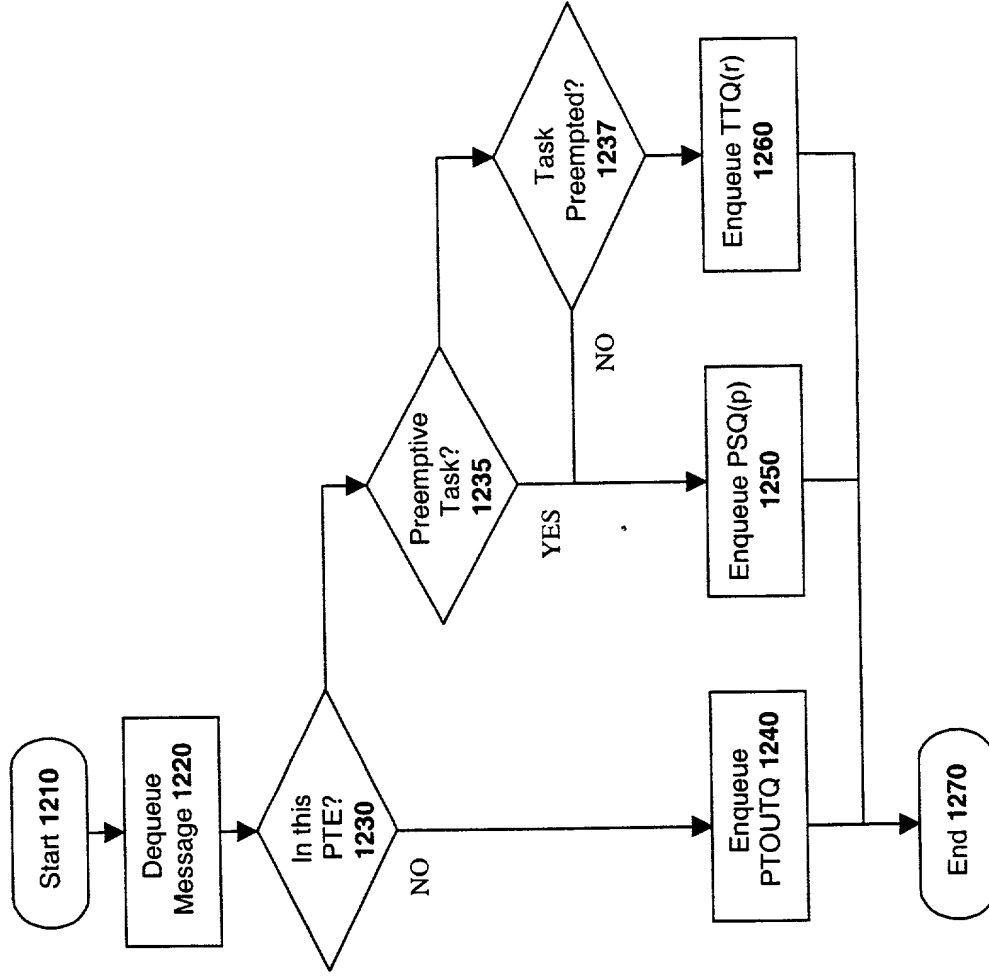 Start 1210
Dequeue
Message 1220
In this
PTE?
1230
NO
Preemptive
Task?
1235
YES
Task
Preempted?
1237
NO
Enqueue
PTOUTQ 1240
Enqueue PSQ(p)
1250
Enqueue TTQ(r)
1260
End 1270